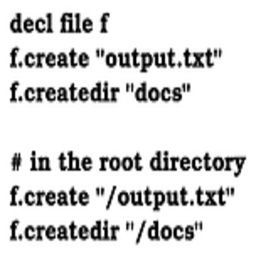 decl file f
f.create "output.txt"
f.createdir "docs"
# in the root directory
f.create "/output.txt"
f.createdir "/docs"